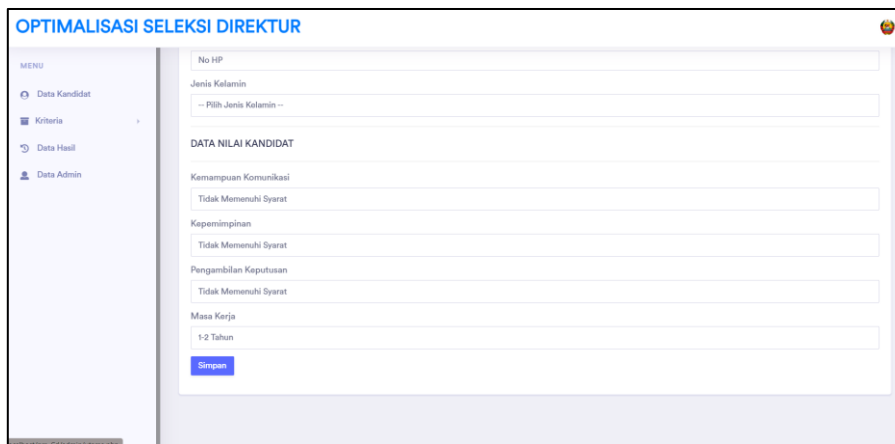 OPTIMALISASI SELEKSI DIREKTUR
MENU
Data Kandidat
Kriteria
Data Hasil
Data Admin
No HP
Jenis Kelamin
-- Pilih Jenis Kelamin --
DATA NILAI KANDIDAT
Kemampuan Komunikasi
Tidak Memenuhi Syarat
Kepemimpinan
Tidak Memenuhi Syarat
Pengambilan Keputusan
Tidak Memenuhi Syarat
Masa Kerja
1-2 Tahun
Simpan